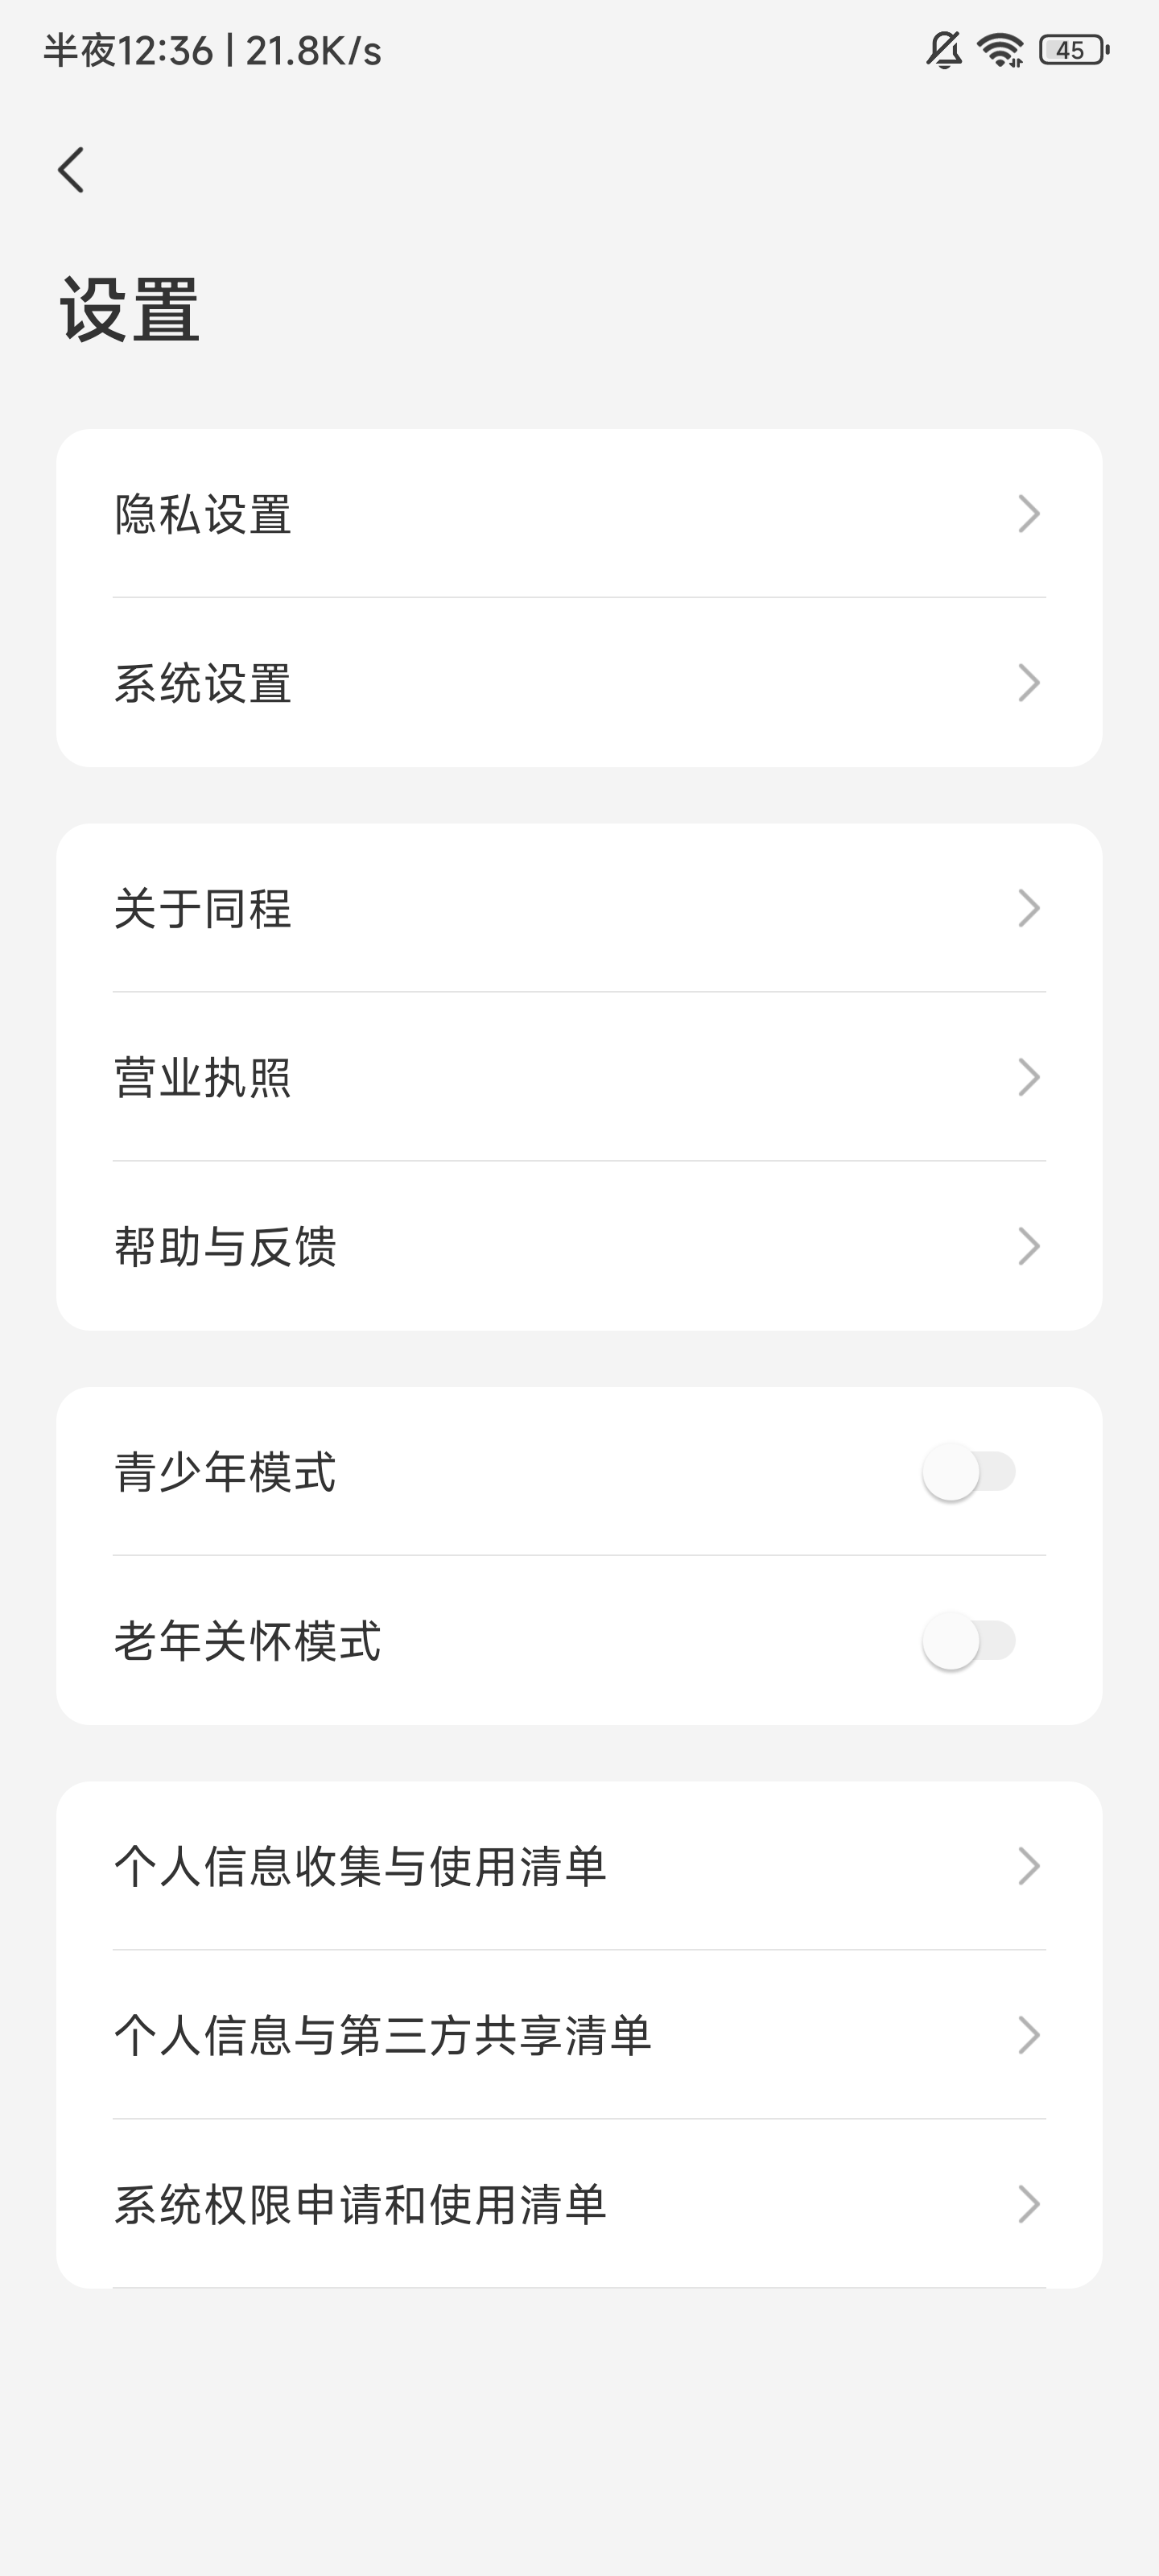 半夜12:36 | 21.8K/s
45
设置
隐私设置
系统设置
关于同程
营业执照
帮助与反馈
青少年模式
老年关怀模式
个人信息收集与使用清单
个人信息与第三方共享清单
系统权限申请和使用清单